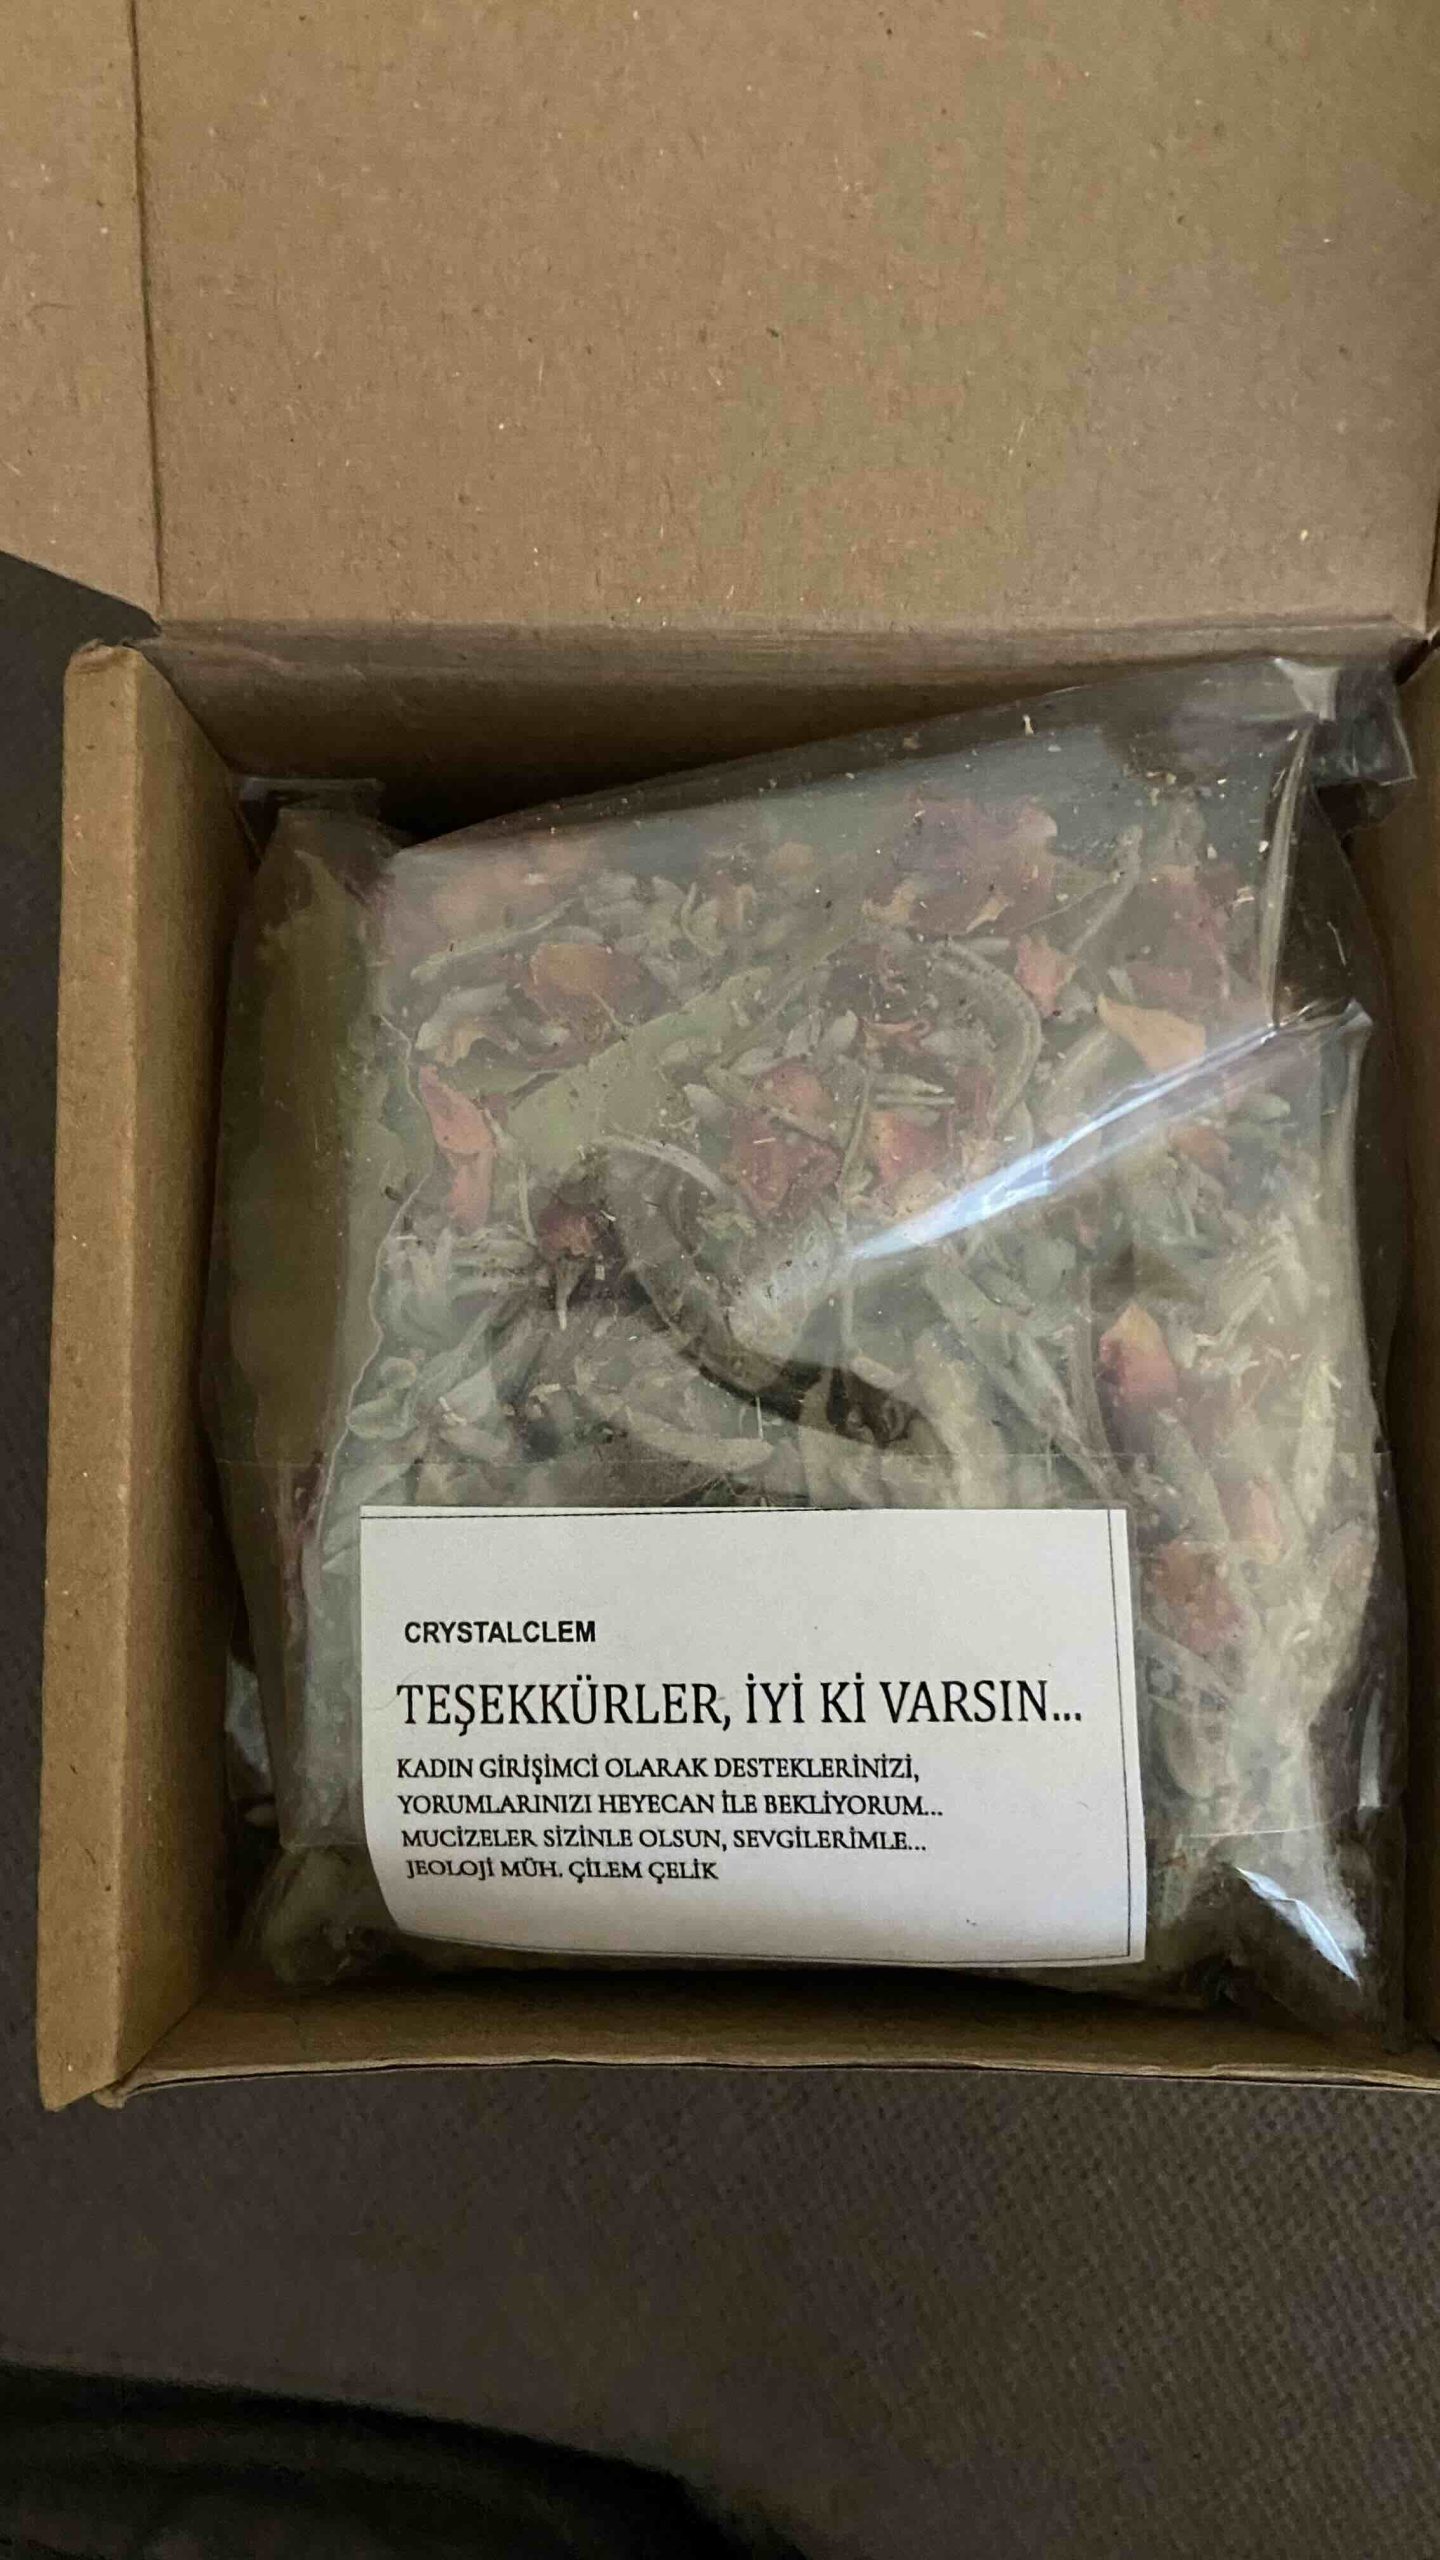 CRYSTALCLEM
TEŞEKKÜRLER, İYİ Kİ VARSIN...
KADIN GİRİŞİMCİ OLARAK DESTEKLERİNİZİ,
YORUMLARINIZI HEYECAN İLE BEKLİYORUM...
MUCİZELER SİZİNLE OLSUN, SEVGİLERİMLE...
JEOLOJİ MÜH. ÇİLEM ÇELİK